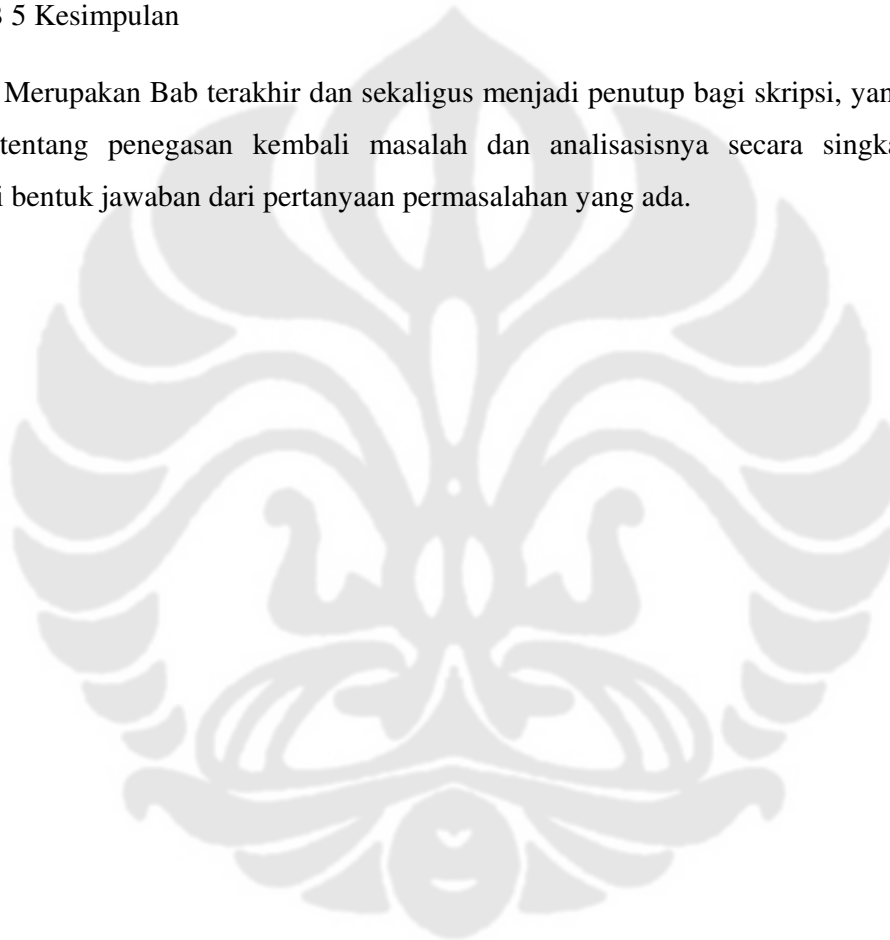 5 Kesimpulan
Merupakan Bab terakhir dan sekaligus menjadi penutup bagi skripsi, yan
tentang penegasan kembali masalah dan analisasisnya secara singka
i bentuk jawaban dari pertanyaan permasalahan yang ada.